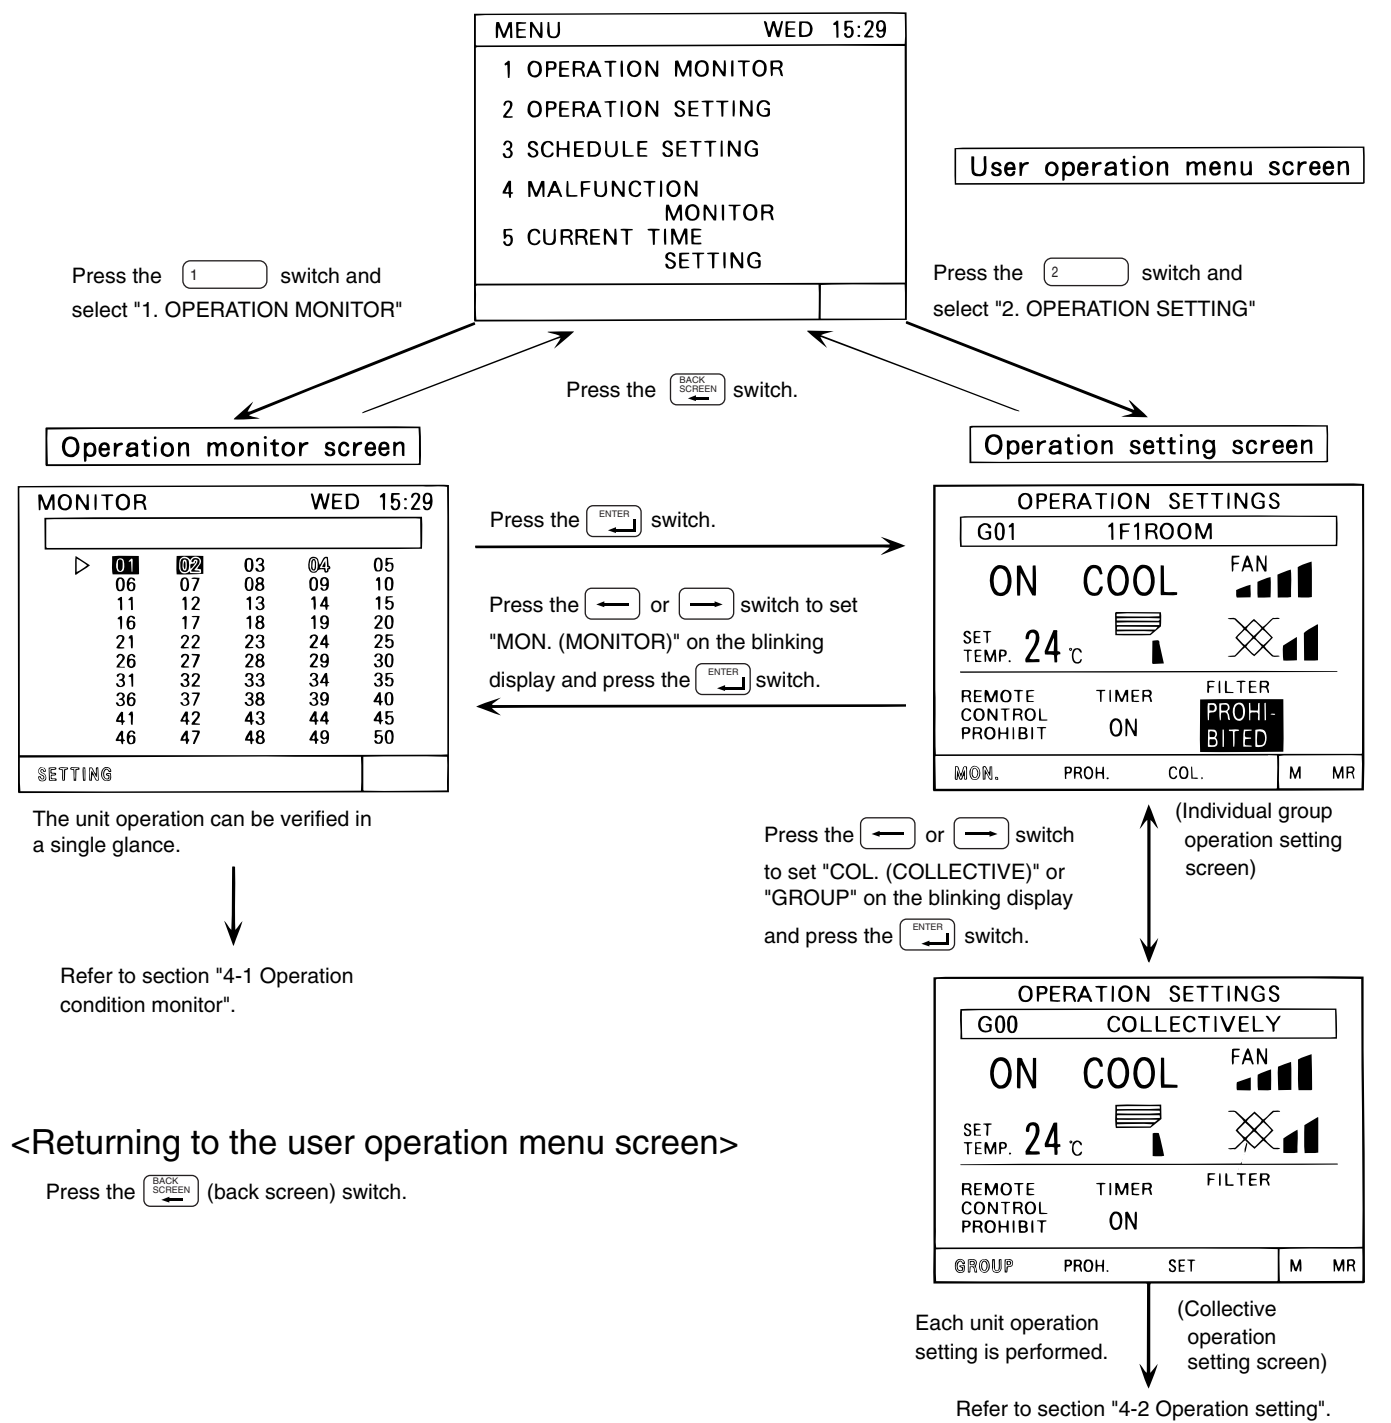 MENU WED 15:29
1 OPERATION MONITOR
2 OPERATION SETTING
3 SCHEDULE SETTING
4 MALFUNCTION
MONITOR
5 CURRENT TIME
SETTING
User operation menu screen
Press the 1 switch and
select "1. OPERATION MONITOR"
Press the 2 switch and
select "2. OPERATION SETTING"
Press the BACK SCREEN switch.
Operation monitor screen
MONITOR WED 15:29
01 02 03 04 05
06 07 08 09 10
11 12 13 14 15
16 17 18 19 20
21 22 23 24 25
26 27 28 29 30
31 32 33 34 35
36 37 38 39 40
41 42 43 44 45
46 47 48 49 50
SETTING
The unit operation can be verified in
a single glance.
Refer to section "4-1 Operation
condition monitor".
Press the ENTER switch.
Press the ← or → switch to set
"MON. (MONITOR)" on the blinking
display and press the ENTER switch.
Operation setting screen
OPERATION SETTINGS
G01 1F1ROOM
ON COOL FAN
SET
TEMP. 24 °C
REMOTE
CONTROL
PROHIBIT
TIMER
ON
FILTER
PROHI-
BITED
MON. PROH. COL. M MR
(Individual group
operation setting
screen)
Press the ← or → switch
to set "COL. (COLLECTIVE)" or
"GROUP" on the blinking display
and press the ENTER switch.
OPERATION SETTINGS
G00 COLLECTIVELY
ON COOL FAN
SET
TEMP. 24 °C
REMOTE
CONTROL
PROHIBIT
TIMER
ON
FILTER
GROUP PROH. SET M MR
Each unit operation
setting is performed.
(Collective
operation
setting screen)
Refer to section "4-2 Operation setting".
<Returning to the user operation menu screen>
Press the BACK SCREEN (back screen) switch.